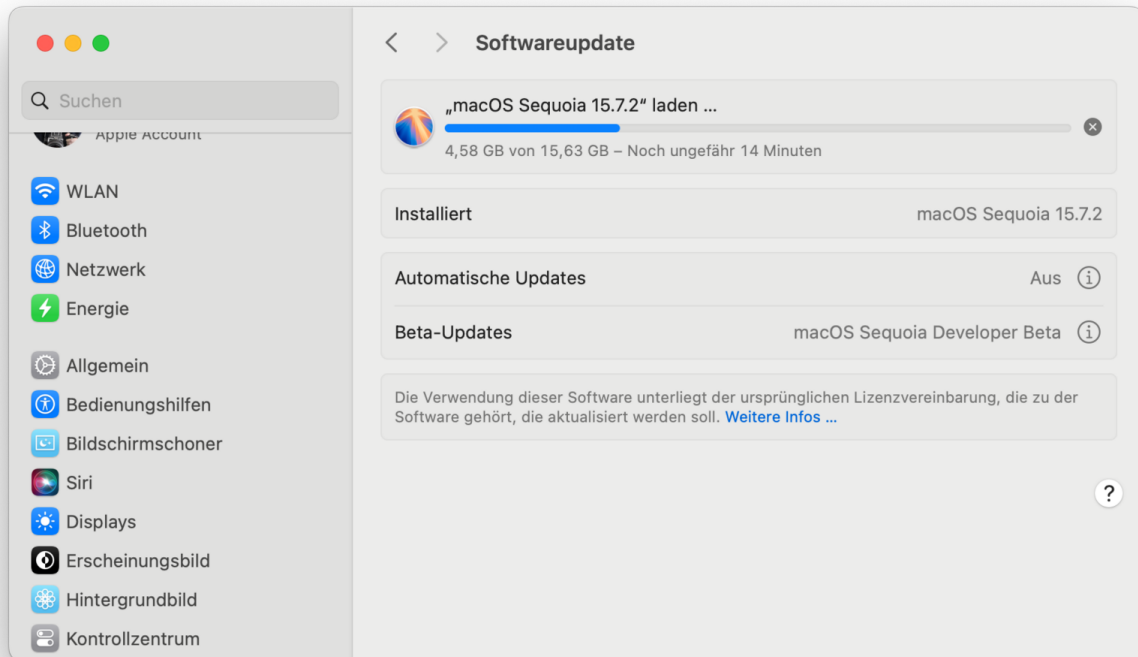 Suchen
Apple Account
WLAN
Bluetooth
Netzwerk
Energie
Allgemein
Bedienungshilfen
Bildschirmschoner
Siri
Displays
Erscheinungsbild
Hintergrundbild
Kontrollzentrum
Softwareupdate
„macOS Sequoia 15.7.2“ laden ...
4,58 GB von 15,63 GB – Noch ungefähr 14 Minuten
Installiert macOS Sequoia 15.7.2
Automatische Updates Aus
Beta-Updates macOS Sequoia Developer Beta
Die Verwendung dieser Software unterliegt der ursprünglichen Lizenzvereinbarung, die zu der
Software gehört, die aktualisiert werden soll. Weitere Infos ...
?